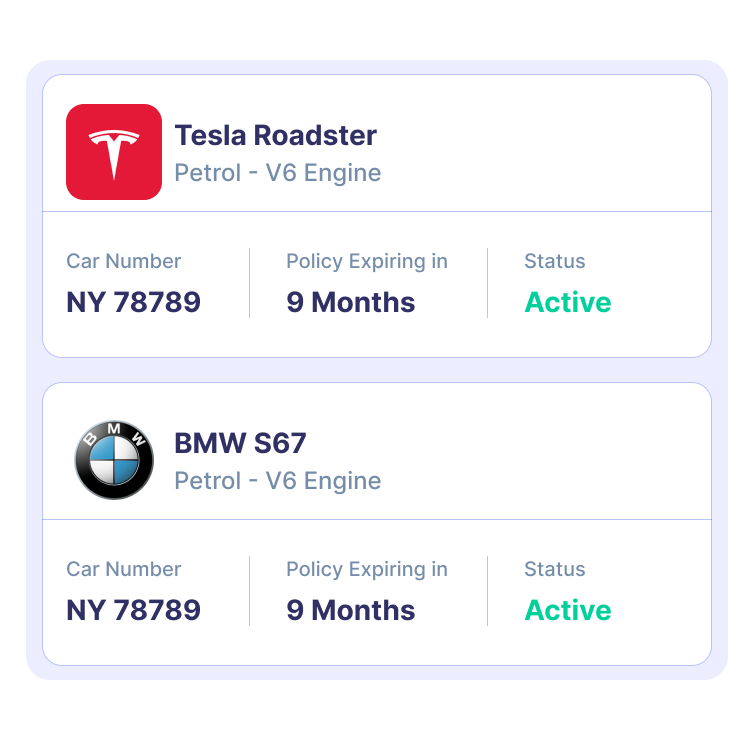 Tesla Roadster
Petrol - V6 Engine
Car Number Policy Expiring in Status
NY 78789 9 Months Active
BMW
BMW S67
Petrol - V6 Engine
Car Number Policy Expiring in Status
NY 78789 9 Months Active